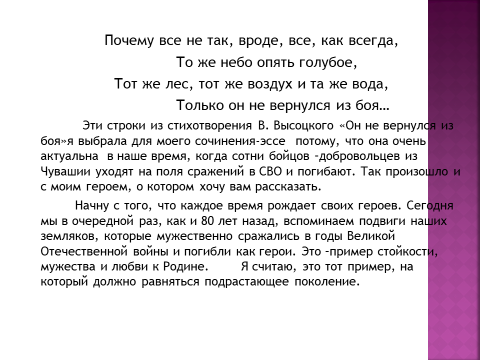 Почему все не так, вроде, все, как всегда,
То же небо опять голубое,
Тот же лес, тот же воздух и та же вода,
Только он не вернулся из боя…
Эти строки из стихотворения В. Высоцкого «Он не вернулся из
боя»я выбрала для моего сочинения-эссе потому, что она очень
актуальна в наше время, когда сотни бойцов –добровольцев из
Чувашии уходят на поля сражений в СВО и погибают. Так произошло и
с моим героем, о котором хочу вам рассказать.
Начну с того, что каждое время рождает своих героев. Сегодня
мы в очередной раз, как и 80 лет назад, вспоминаем подвиги наших
земляков, которые мужественно сражались в годы Великой
Отечественной войны и погибли как герои. Это –пример стойкости,
мужества и любви к Родине. Я считаю, это тот пример, на
который должно равняться подрастающее поколение.